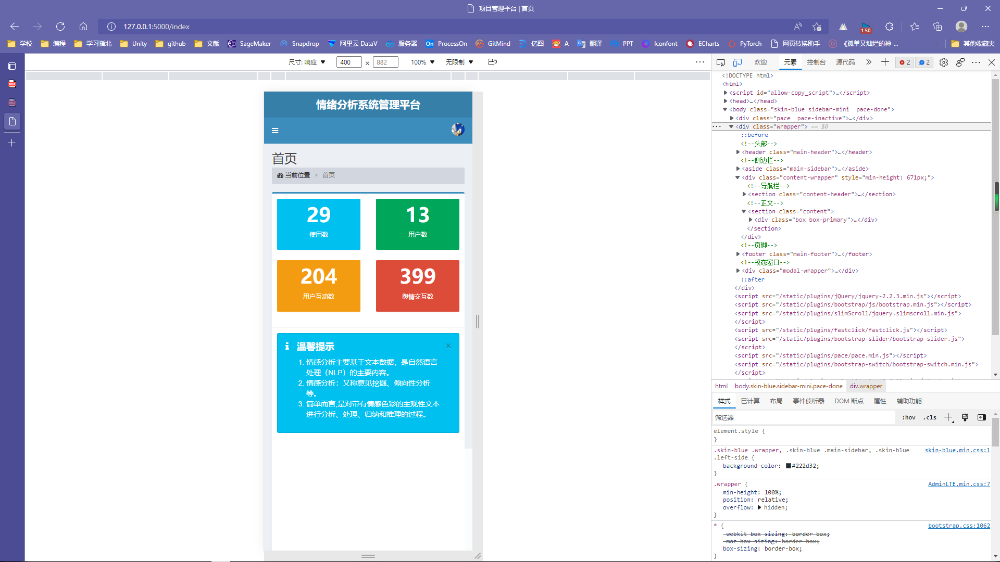 项目管理平台 | 首页
127.0.0.1:5000/index
1.50
学校 编程 学习指北 Unity github 文献 SageMaker Snapdrop 阿里云 DataV 服务器 On ProcessOn GitMind 亿图 A 翻译 PPT Iconfont ECharts PyTorch 网页转换助手 《孤单又灿烂的神-... 其他收藏夹
尺寸: 响应 ▼ 400 × 882 100% ▼ 无限制 ▼
情绪分析系统管理平台
首页
当前位置 > 首页
29
使用数
13
用户数
204
用户互动数
399
舆情交互数
温馨提示 ×
1. 情感分析主要基于文本数据，是自然语言
处理（NLP）的主要内容。
2. 情感分析：又称意见挖掘、倾向性分析
等。
3. 简单而言,是对带有情感色彩的主观性文本
进行分析、处理、归纳和推理的过程。
欢迎 元素 控制台 源代码 » 2 2
<!DOCTYPE html>
<html>
<script id="allow-copy_script">…</script>
<head>…</head>
<body class="skin-blue sidebar-mini  pace-done">
<div class="pace  pace-inactive">…</div>
<div class="wrapper"> == $0
::before
<!--头部-->
<header class="main-header">…</header>
<!--侧边栏-->
<aside class="main-sidebar">…</aside>
<div class="content-wrapper" style="min-height: 671px;">
<!--导航栏-->
<section class="content-header">…</section>
<!--正文-->
<section class="content">
<div class="box box-primary">…</div>
</section>
</div>
<!--页脚-->
<footer class="main-footer">…</footer>
<!--模态窗口-->
<div class="modal-wrapper">…</div>
::after
</div>
<script src="/static/plugins/jQuery/jquery-2.2.3.min.js"></script>
<script src="/static/plugins/bootstrap/js/bootstrap.min.js"></script>
<script src="/static/plugins/slimScroll/jquery.slimscroll.min.js">
</script>
<script src="/static/plugins/fastclick/fastclick.js"></script>
<script src="/static/plugins/bootstrap-slider/bootstrap-slider.js">
</script>
<script src="/static/plugins/pace/pace.min.js"></script>
<script src="/static/plugins/bootstrap-switch/bootstrap-switch.min.js">
</script>
html body.skin-blue.sidebar-mini.pace-done div.wrapper
样式 已计算 布局 事件侦听器 DOM 断点 属性 辅助功能
筛选器 :hov .cls
element.style {
}
.skin-blue .wrapper, .skin-blue .main-sidebar, .skin-blue skin-blue.min.css:1
.left-side {
background-color: #222d32;
}
.wrapper { AdminLTE.min.css:7
min-height: 100%;
position: relative;
overflow: hidden;
}
* { bootstrap.css:1062
-webkit-box-sizing: border-box;
-moz-box-sizing: border-box;
box-sizing: border-box;
}